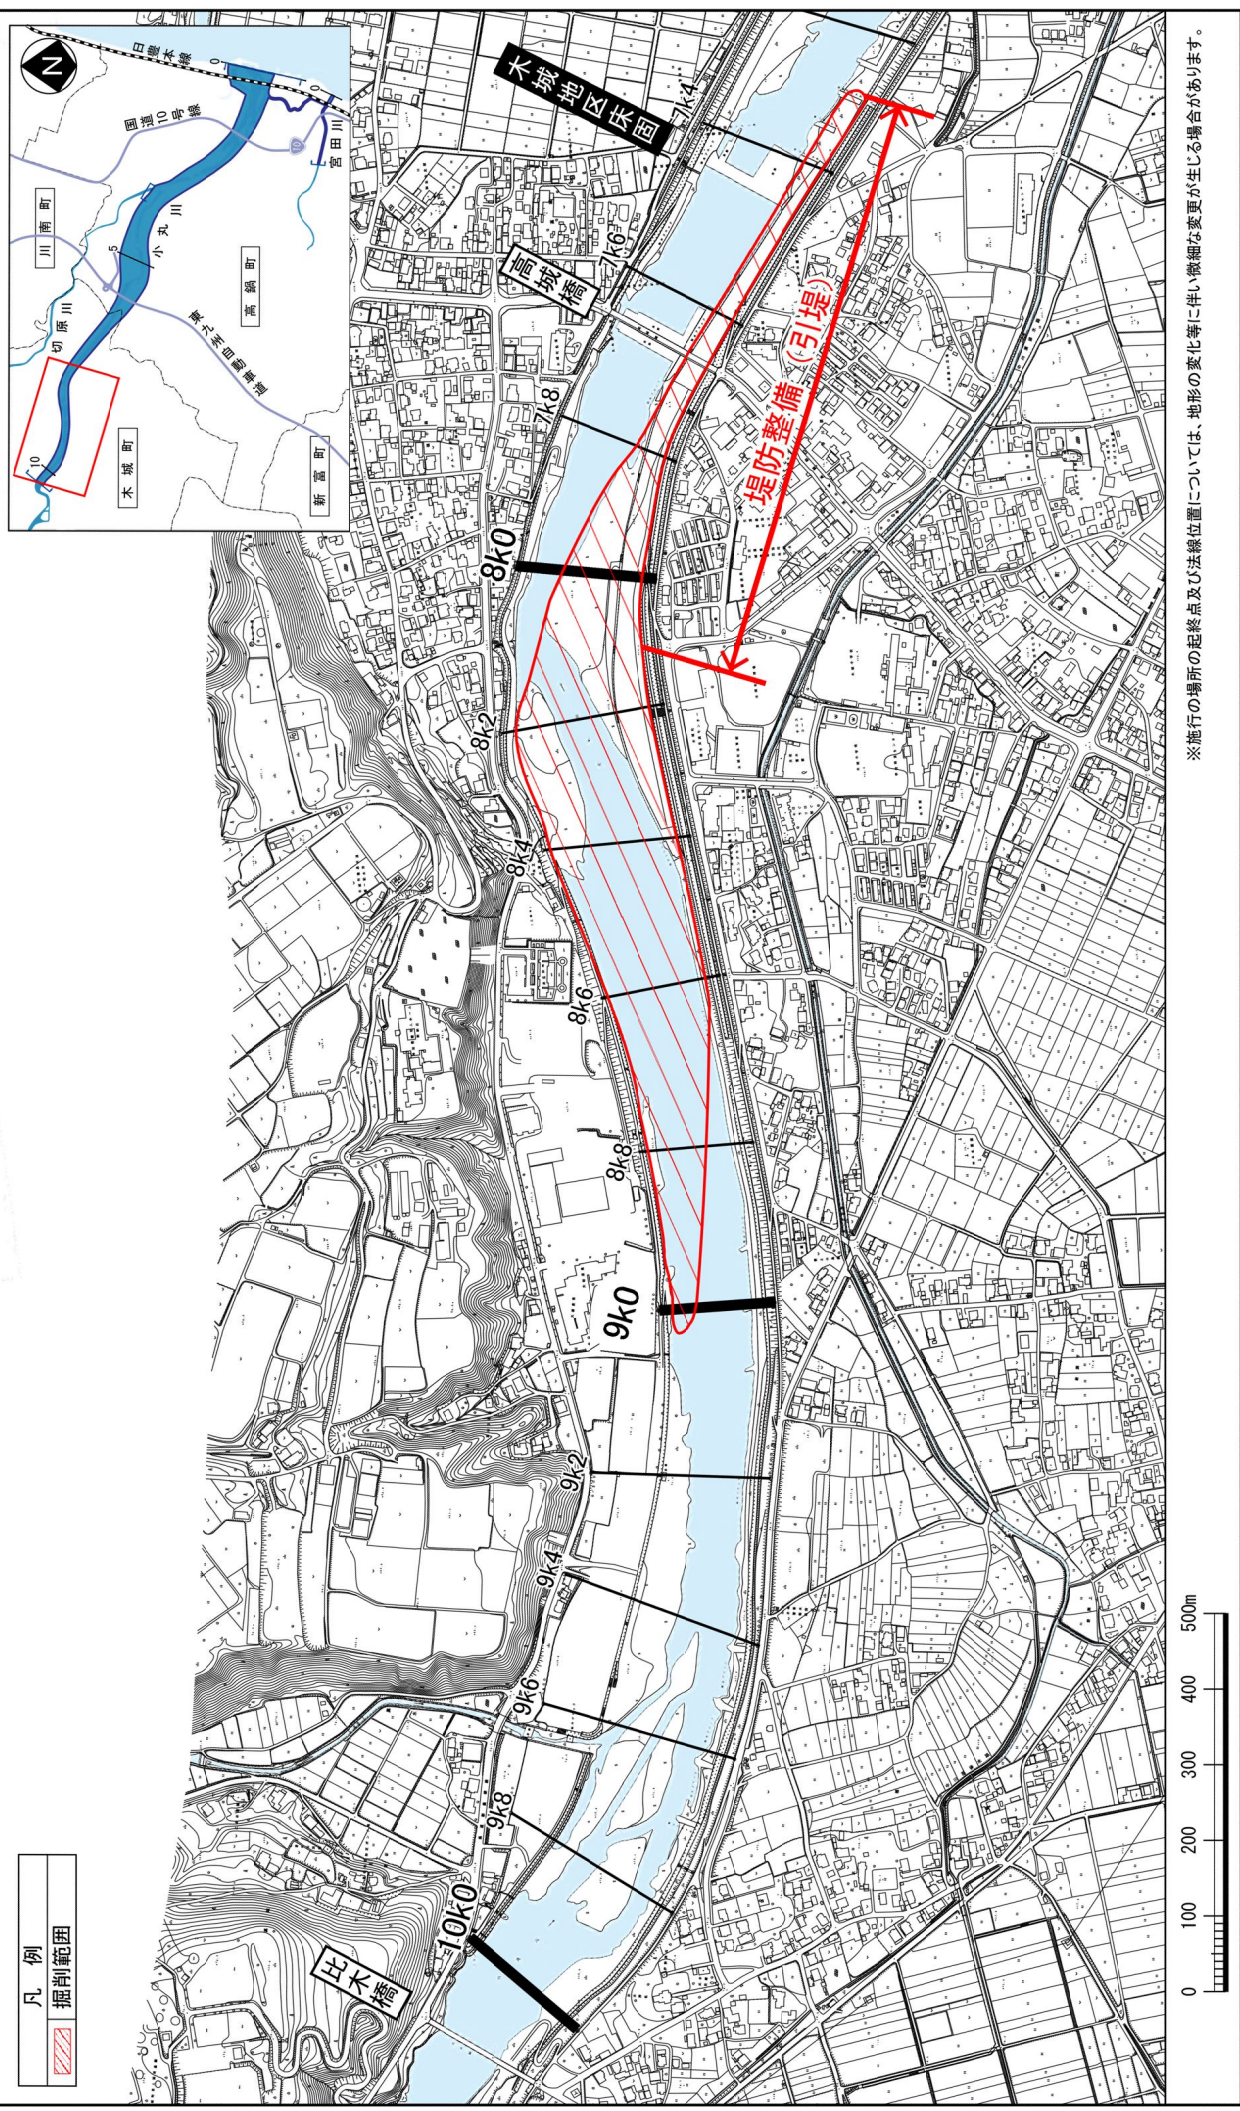 凡 例
掘削範囲
比木橋
10k0
9k8
9k6
9k4
9k2
9k0
8k8
8k6
8k4
8k2
8k0
7k8
高城橋
7k6
木城地区床固
7k4
堤防整備（引堤）
N
日豊本線
国道10号線
10
宮田川
川南町
小丸川
切原川
高鍋町
東九州自動車道
木城町
新富町
0
0
5
10
0 100 200 300 400 500m
※施行の場所の起終点及び法線位置については、地形の変化等に伴い微細な変更が生じる場合があります。